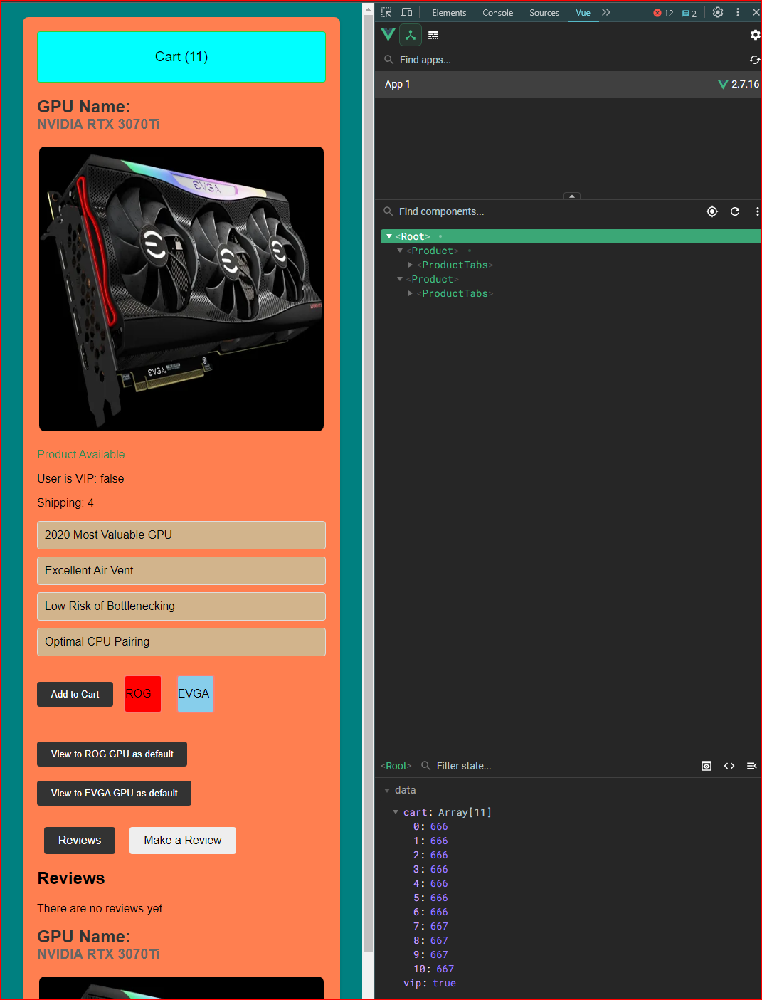 Cart (11)
GPU Name:
NVIDIA RTX 3070Ti
EVGA
EVGA
Product Available
User is VIP: false
Shipping: 4
2020 Most Valuable GPU
Excellent Air Vent
Low Risk of Bottlenecking
Optimal CPU Pairing
Add to Cart
ROG
EVGA
View to ROG GPU as default
View to EVGA GPU as default
Reviews
Make a Review
Reviews
There are no reviews yet.
GPU Name:
NVIDIA RTX 3070Ti
Elements Console Sources Vue 12 2
Find apps...
App 1 2.7.16
Find components...
<Root>
<Product>
<ProductTabs>
<Product>
<ProductTabs>
<Root> Filter state...
data
cart: Array[11]
0: 666
1: 666
2: 666
3: 666
4: 666
5: 666
6: 666
7: 667
8: 667
9: 667
10: 667
vip: true